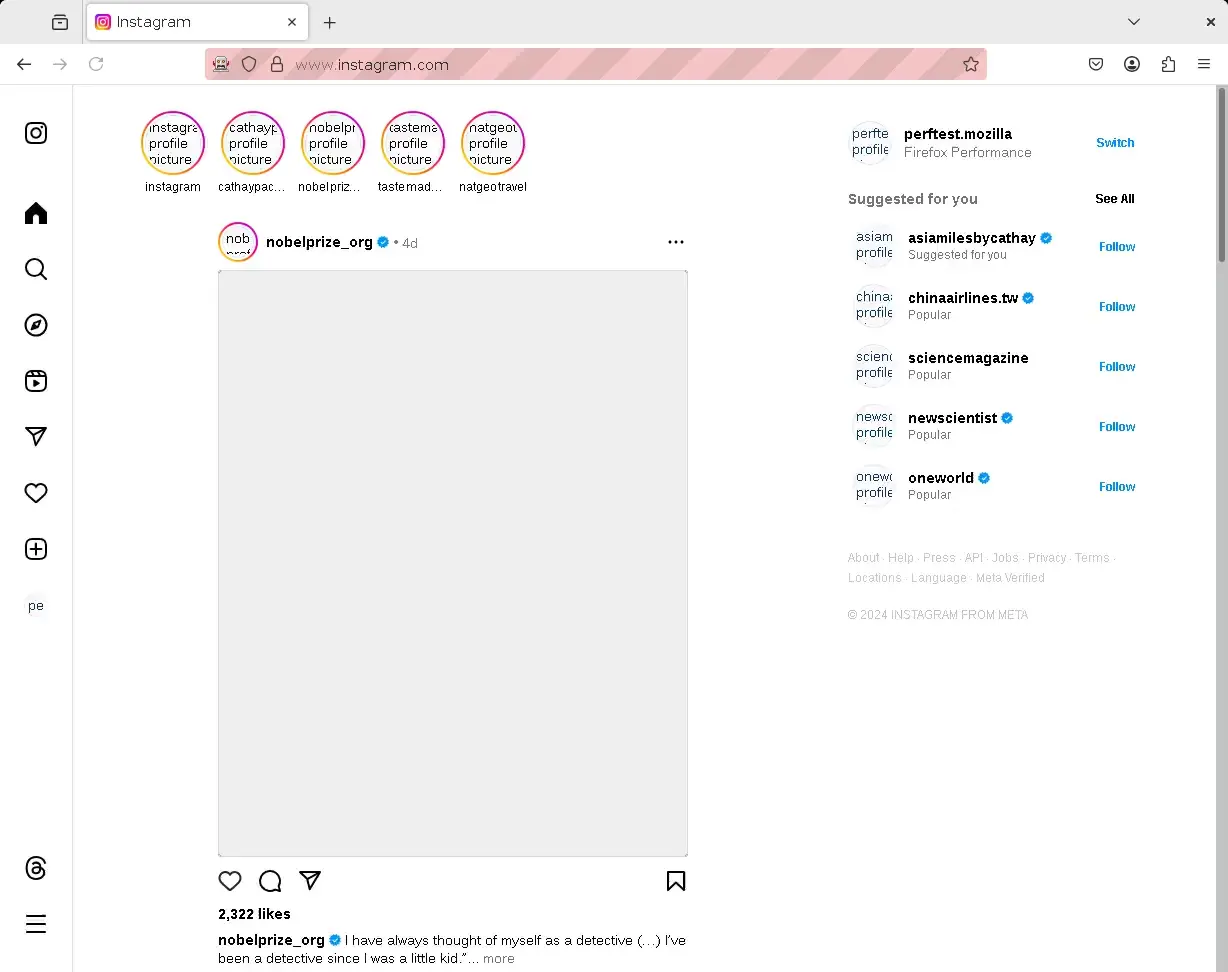 Instagram
www.instagram.com
instagra
profile
picture
cathayp
profile
picture
nobelpr
profile
picture
tastema
profile
picture
natgeot
profile
picture
instagram
cathaypac...
nobelpriz...
tastemad...
natgeotravel
nob
nobelprize_org • 4d
perfte
profile
perftest.mozilla
Firefox Performance
Switch
Suggested for you
See All
asiam
profile
asiamilesbycathay
Suggested for you
Follow
china
profile
chinaairlines.tw
Popular
Follow
scienc
profile
sciencemagazine
Popular
Follow
newsc
profile
newscientist
Popular
Follow
onewo
profile
oneworld
Popular
Follow
About · Help · Press · API · Jobs · Privacy · Terms ·
Locations · Language · Meta Verified
© 2024 INSTAGRAM FROM META
pe
2,322 likes
nobelprize_org I have always thought of myself as a detective (…) I’ve
been a detective since I was a little kid.”... more